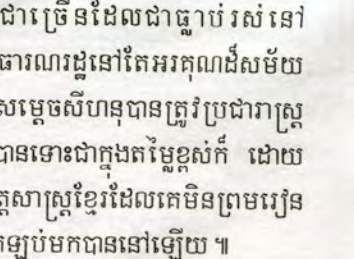 ជាច្រើនដែលជាធ្លាប់រស់នៅ
ធារណរដ្ឋនៅតែអរគុណដ៏សម័យ
សម្តេចសីហនុបានត្រូវប្រជារាស្ត្រ
បានទោះជាក្នុងតម្លៃខ្ពស់ក៏ ដោយ
ត្តសាស្ត្រខ្មែរដែលគេមិនព្រមរៀន
កឡប់មកបាននៅឡើយ ៕